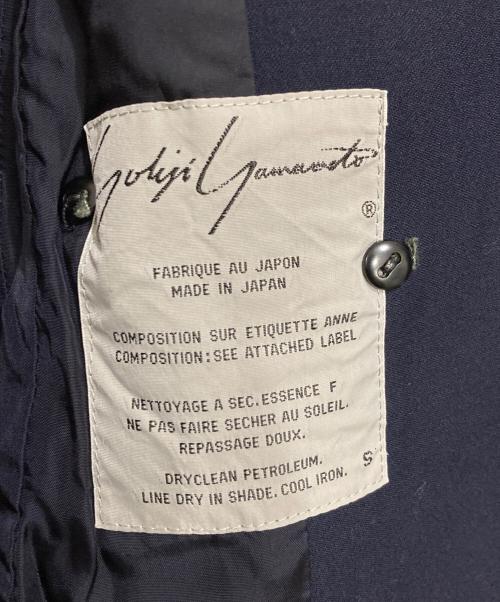 Yohji Yamamoto
®
FABRIQUE AU JAPON
MADE IN JAPAN
COMPOSITION SUR ETIQUETTE ANNE
COMPOSITION:SEE ATTACHED LABEL
NETTOYAGE A SEC.ESSENCE F
NE PAS FAIRE SECHER AU SOLEIL.
REPASSAGE DOUX.
DRYCLEAN PETROLEUM. S
LINE DRY IN SHADE. COOL IRON.